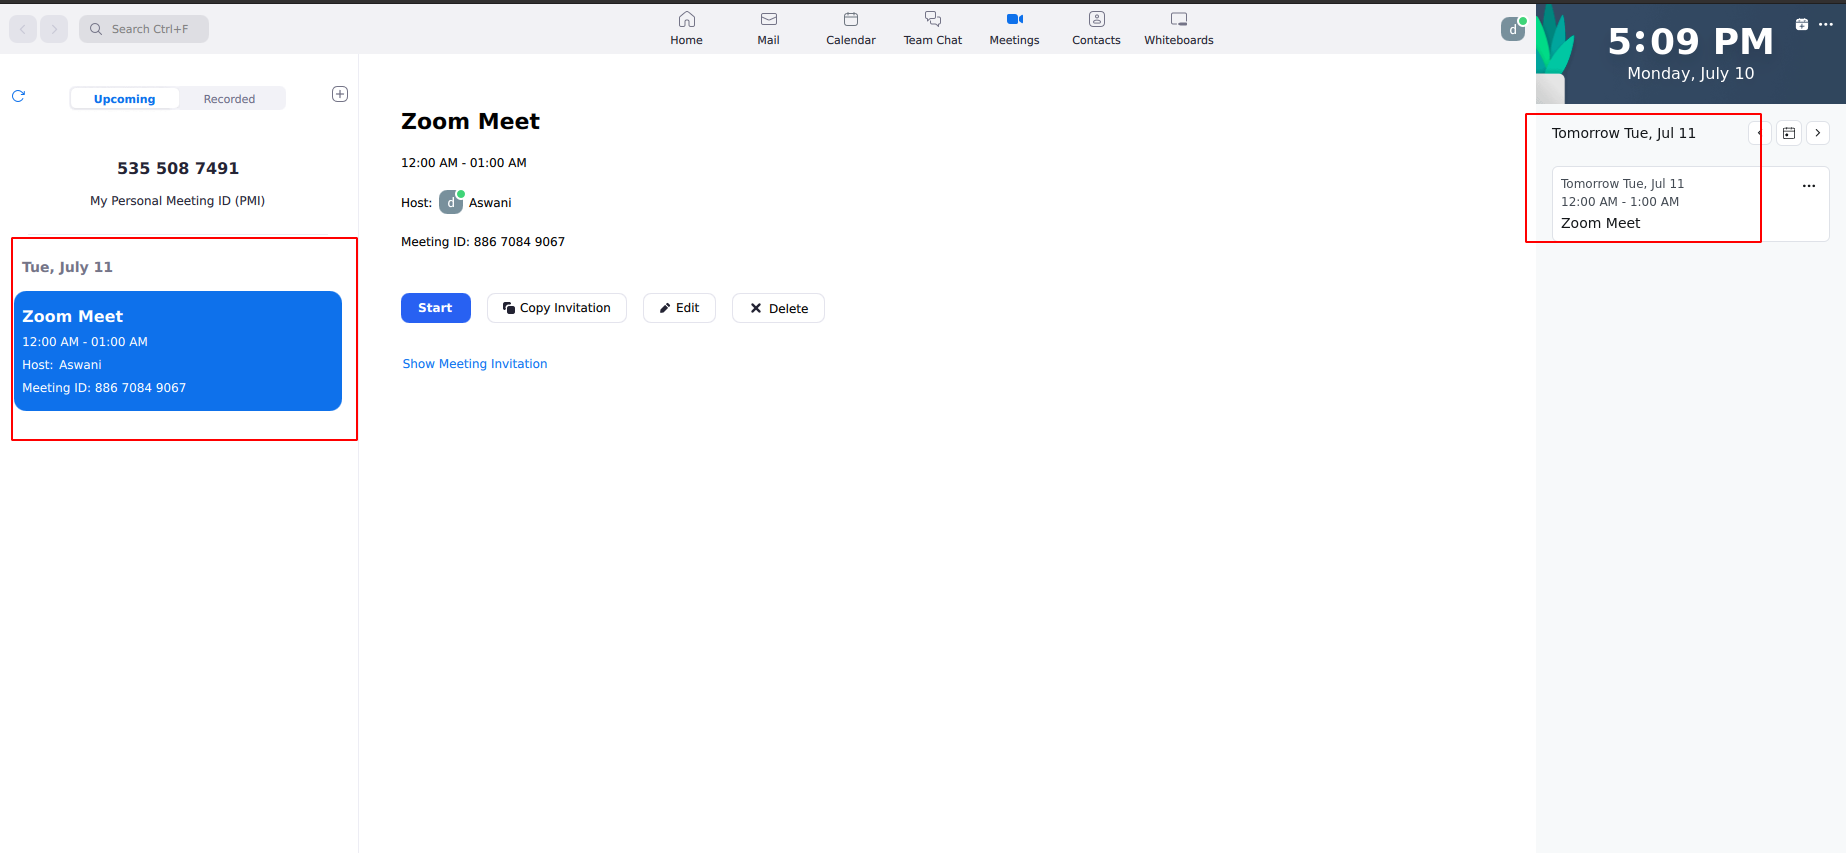 Search Ctrl+F
Home
Mail
Calendar
Team Chat
Meetings
Contacts
Whiteboards
d
5:09 PM
Monday, July 10
Upcoming
Recorded
535 508 7491
My Personal Meeting ID (PMI)
Tue, July 11
Zoom Meet
12:00 AM - 01:00 AM
Host: Aswani
Meeting ID: 886 7084 9067
Zoom Meet
12:00 AM - 01:00 AM
Host: d Aswani
Meeting ID: 886 7084 9067
Start
Copy Invitation
Edit
Delete
Show Meeting Invitation
Tomorrow Tue, Jul 11
Tomorrow Tue, Jul 11
12:00 AM - 1:00 AM
Zoom Meet